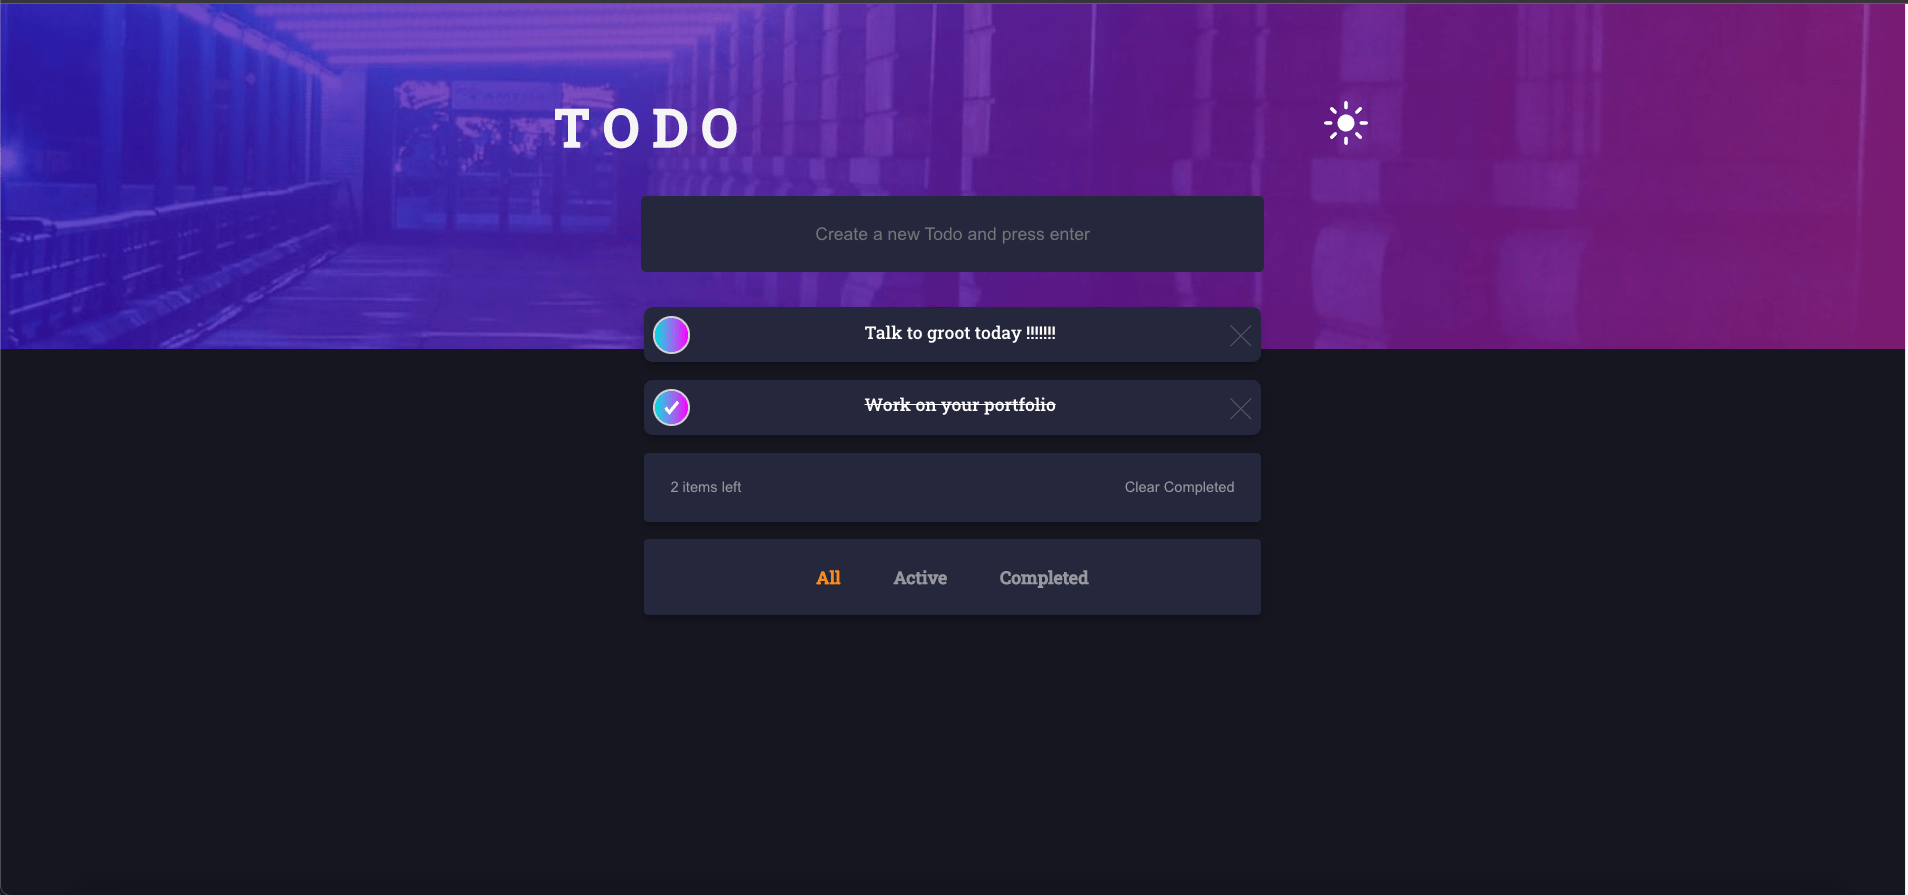 TODO
Create a new Todo and press enter
Talk to groot today !!!!!!!
Work on your portfolio
2 items left
Clear Completed
All
Active
Completed